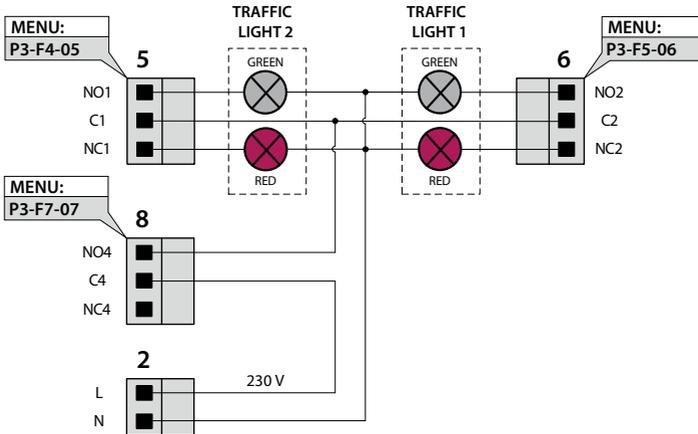 TRAFFIC
LIGHT 2
TRAFFIC
LIGHT 1
MENU:
P3-F4-05
MENU:
P3-F5-06
5
6
GREEN
GREEN
NO1
NO2
C1
C2
NC1
NC2
RED
RED
MENU:
P3-F7-07
8
NO4
C4
NC4
2
230 V
L
N